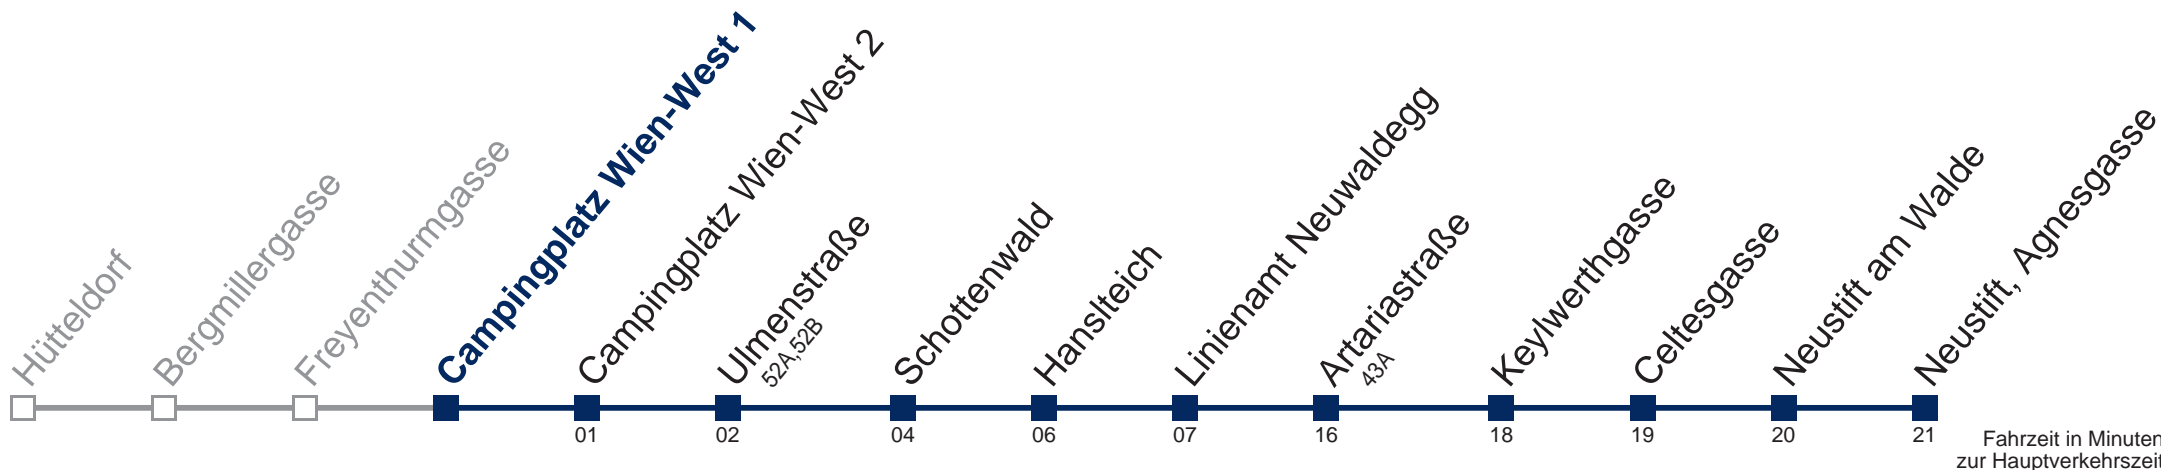 Hütteldorf
Bergmillergasse
Freyenthurmgasse
Campingplatz Wien-West 1
Campingplatz Wien-West 2
Ulmenstraße
52A,52B
Schottenwald
Hanslteich
Linienamt Neuwaldegg
Artariastraße
43A
Keylwerthgasse
Celtesgasse
Neustift am Walde
Neustift, Agnesgasse
01
02
04
06
07
16
18
19
20
21
Fahrzeit in Minuten
zur Hauptverkehrszeit